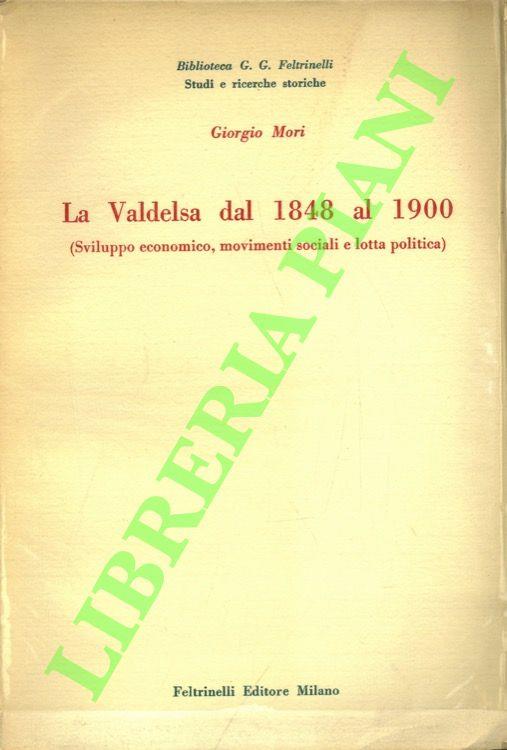 Biblioteca G. G. Feltrinelli
Studi e ricerche storiche
Giorgio Mori
La Valdelsa dal 1848 al 1900
(Sviluppo economico, movimenti sociali e lotta politica)
LIBRERIA PIANI
Feltrinelli Editore Milano